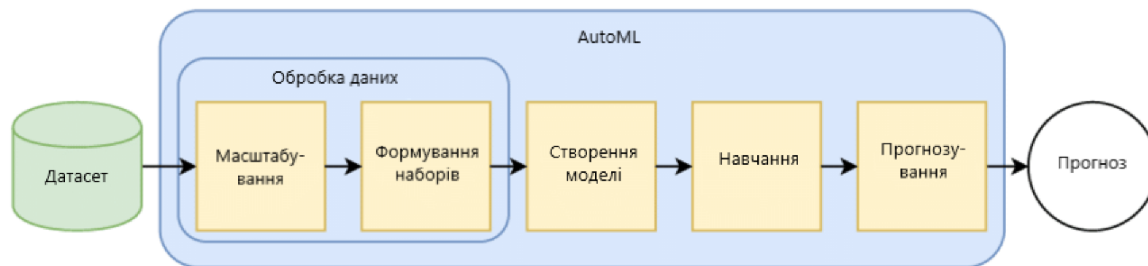 AutoML
Обробка даних
Датасет
Масштабу-
вання
Формування
наборів
Створення
моделі
Навчання
Прогнозу-
вання
Прогноз